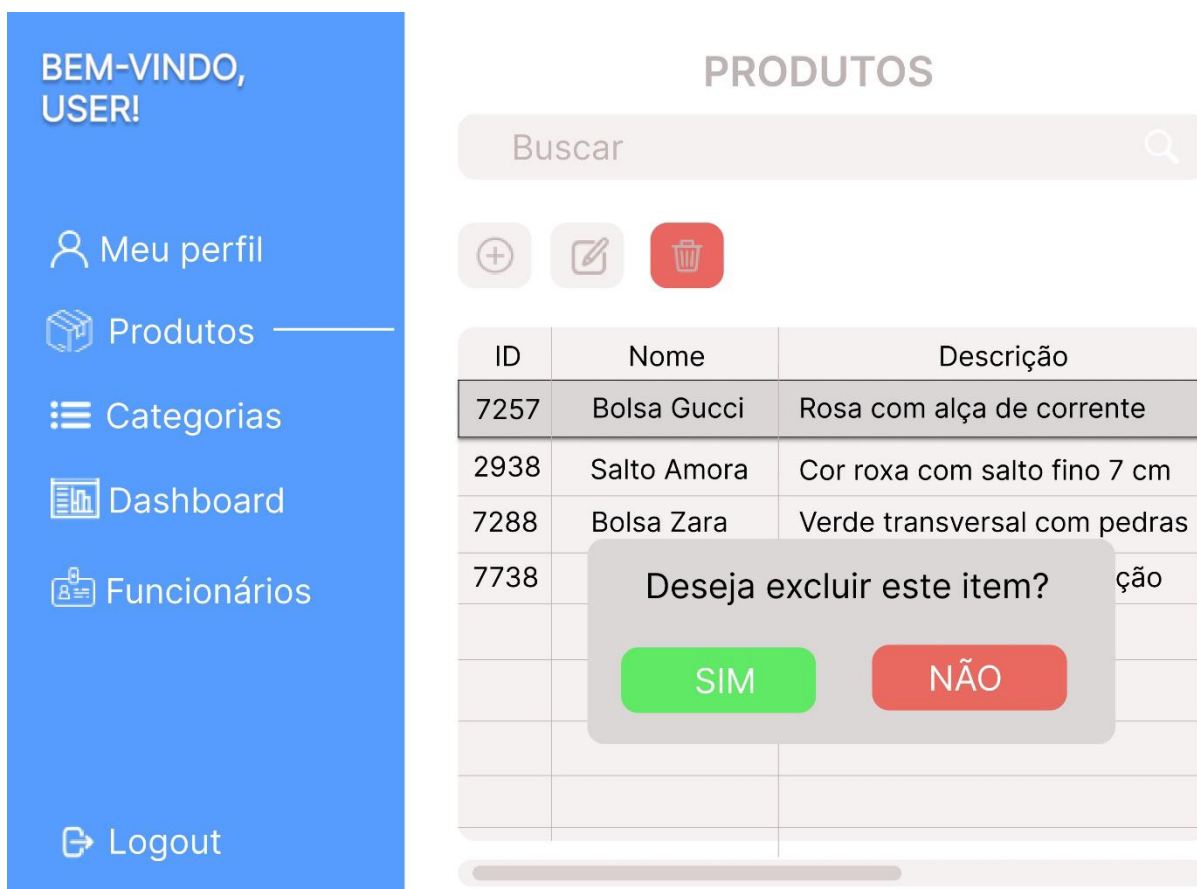 BEM-VINDO,
USER!
Meu perfil
Produtos
Categorias
Dashboard
Funcionários
Logout
PRODUTOS
Buscar
ID Nome Descrição
7257 Bolsa Gucci Rosa com alça de corrente
2938 Salto Amora Cor roxa com salto fino 7 cm
7288 Bolsa Zara Verde transversal com pedras
7738
Deseja excluir este item?
SIM NÃO